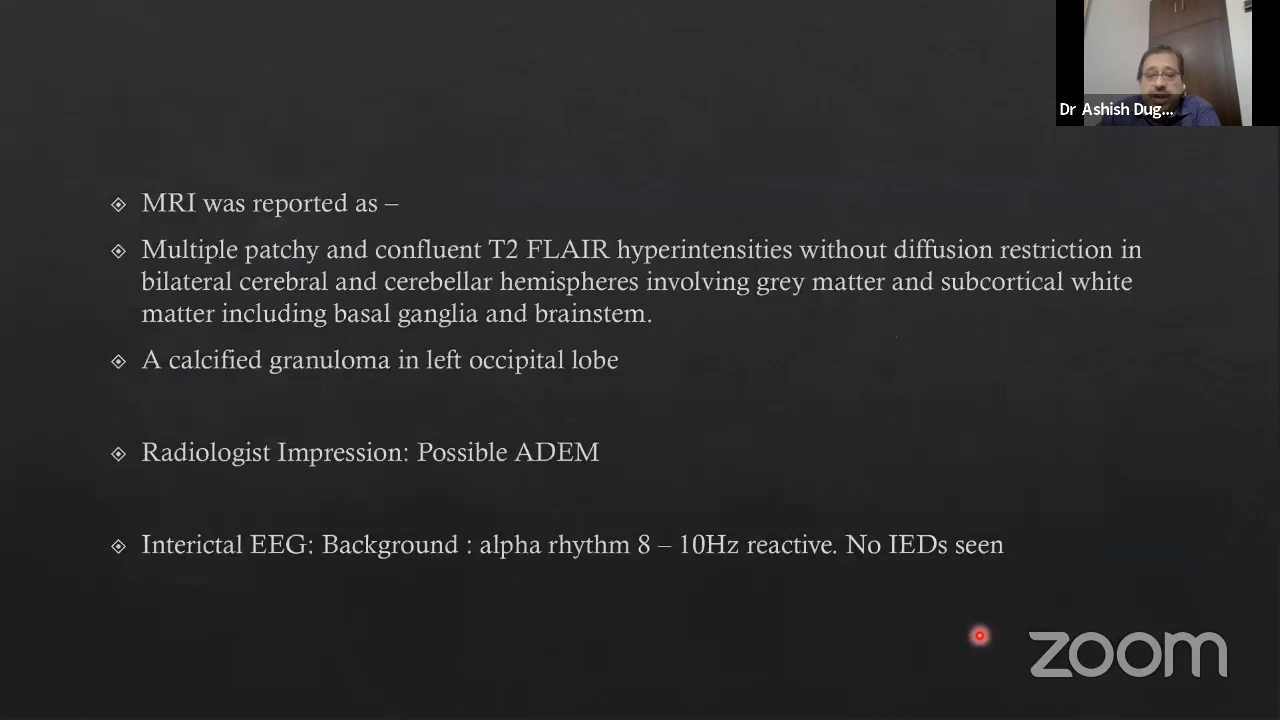 Dr Ashish Dug...
MRI was reported as –
Multiple patchy and confluent T2 FLAIR hyperintensities without diffusion restriction in
bilateral cerebral and cerebellar hemispheres involving grey matter and subcortical white
matter including basal ganglia and brainstem.
A calcified granuloma in left occipital lobe
Radiologist Impression: Possible ADEM
Interictal EEG: Background : alpha rhythm 8 – 10Hz reactive. No IEDs seen
zoom